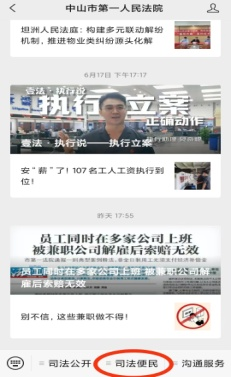 中山市第一人民法院
坦洲人民法庭：构建多元联动解纷
机制，推进物业类纠纷源头化解
6月17日 下午17:17
壹法·执行说
执行立案
正确动作
壹法·执行说——执行立案
安“薪”了！107名工人工资执行到
位！
昨天 17:55
员工同时在多家公司上班
被兼职公司解雇后索赔无效
员工同时在多家公司上班 被兼职公司解
雇后索赔无效
别不信，这些兼职做不得！
司法公开
司法便民
沟通服务